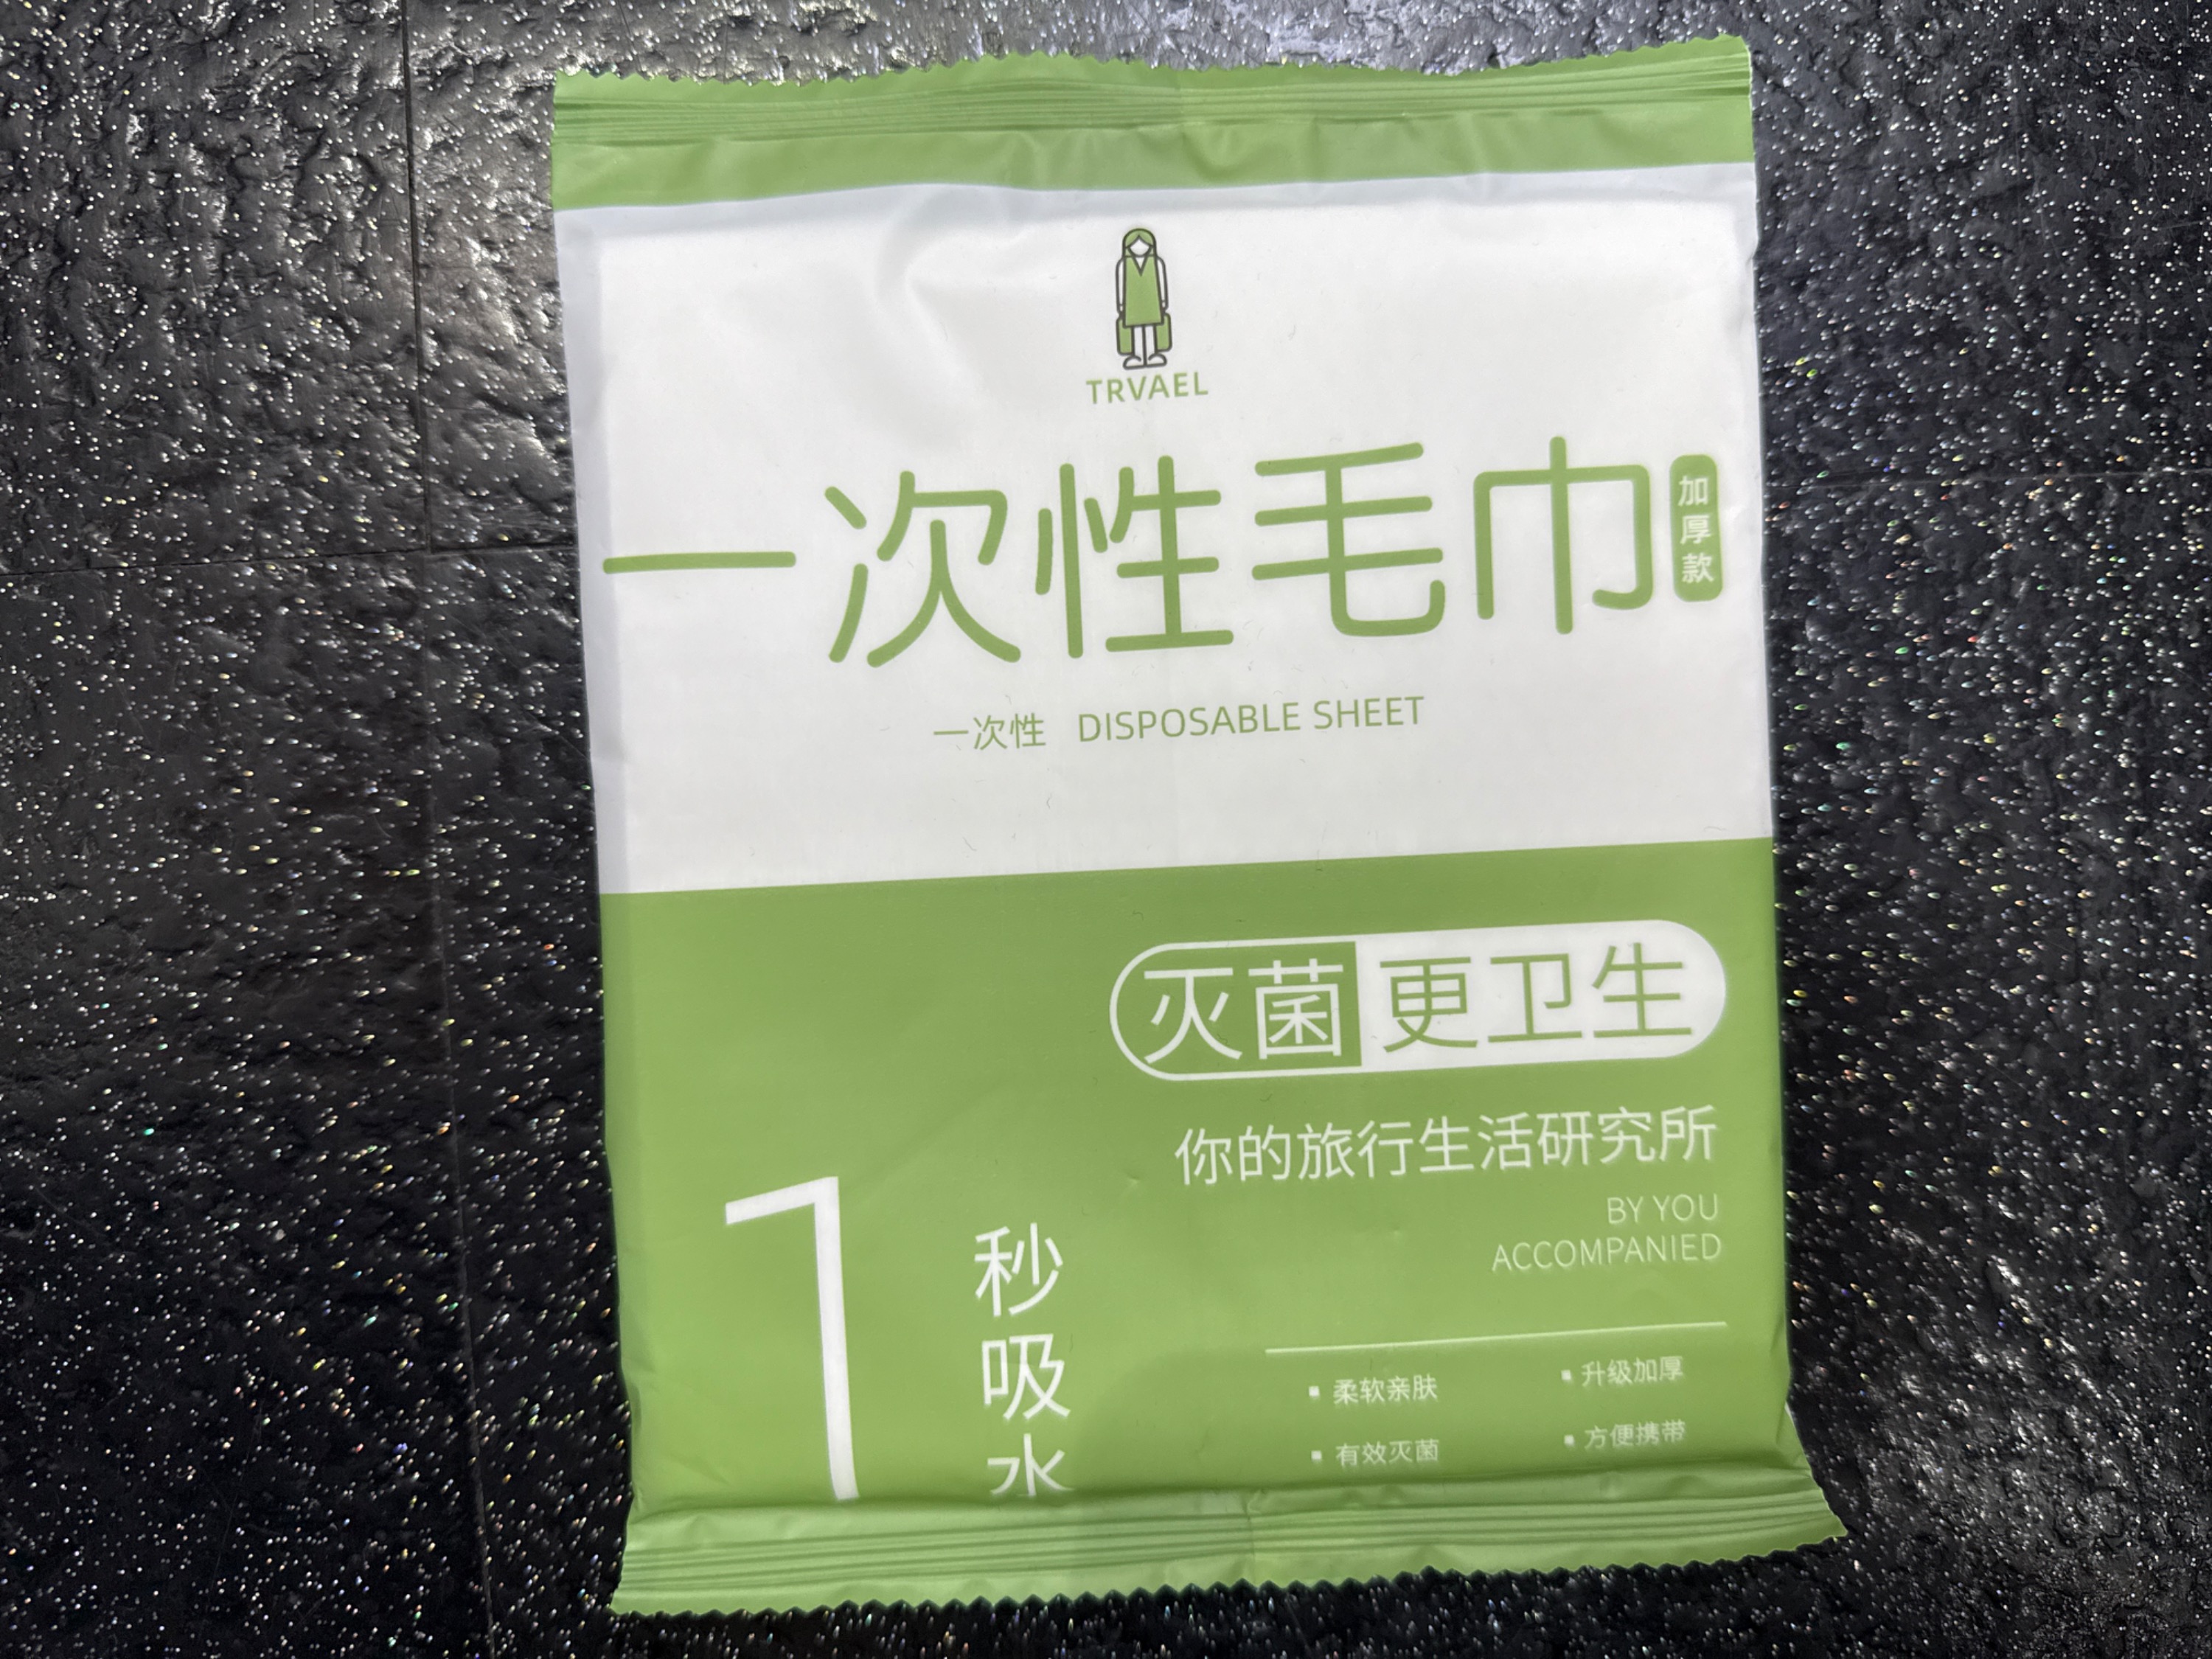 TRVAEL
一次性毛巾
加厚款
一次性 DISPOSABLE SHEET
灭菌更卫生
你的旅行生活研究所
BY YOU
ACCOMPANIED
1
秒吸水
▪ 柔软亲肤 ▪ 升级加厚
▪ 有效灭菌 ▪ 方便携带